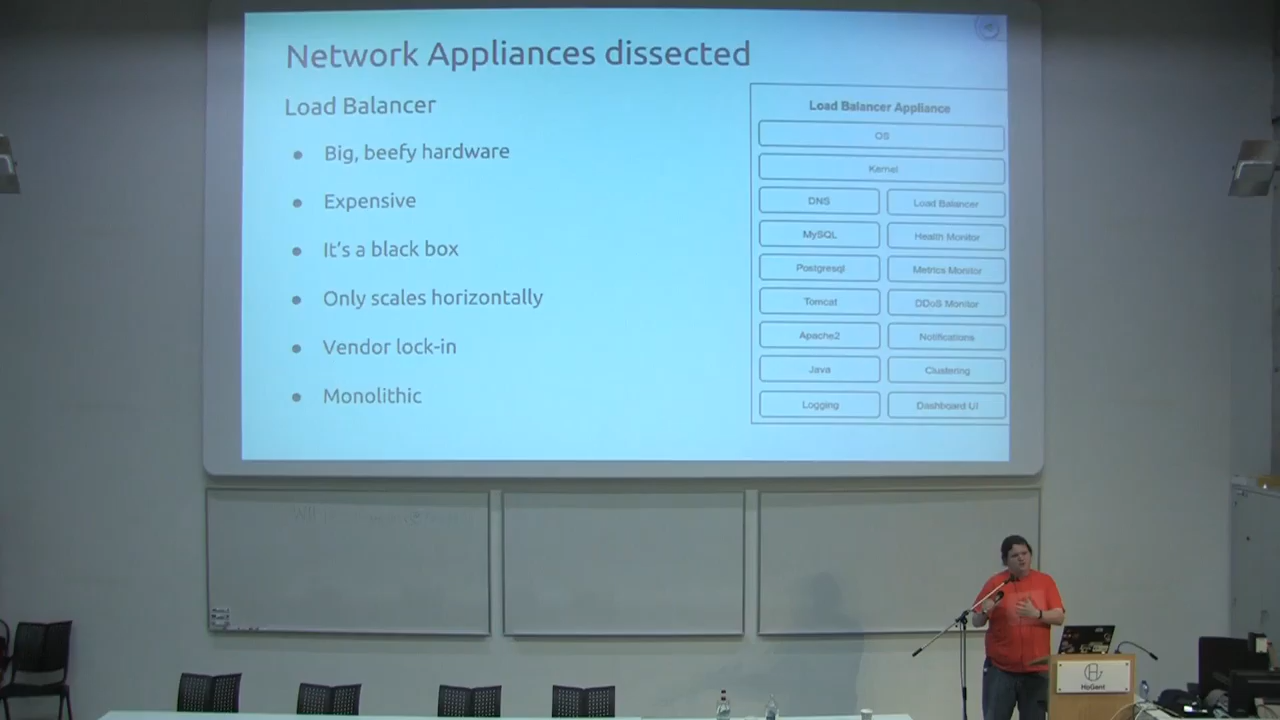 Network Appliances dissected
Load Balancer
● Big, beefy hardware
● Expensive
● It's a black box
● Only scales horizontally
● Vendor lock-in
● Monolithic
Load Balancer Appliance
OS
Kernel
DNS
Load Balancer
MySQL
Health Monitor
Postgresql
Metrics Monitor
Tomcat
DDoS Monitor
Apache2
Notifications
Java
Clustering
Logging
Dashboard UI
HoGent